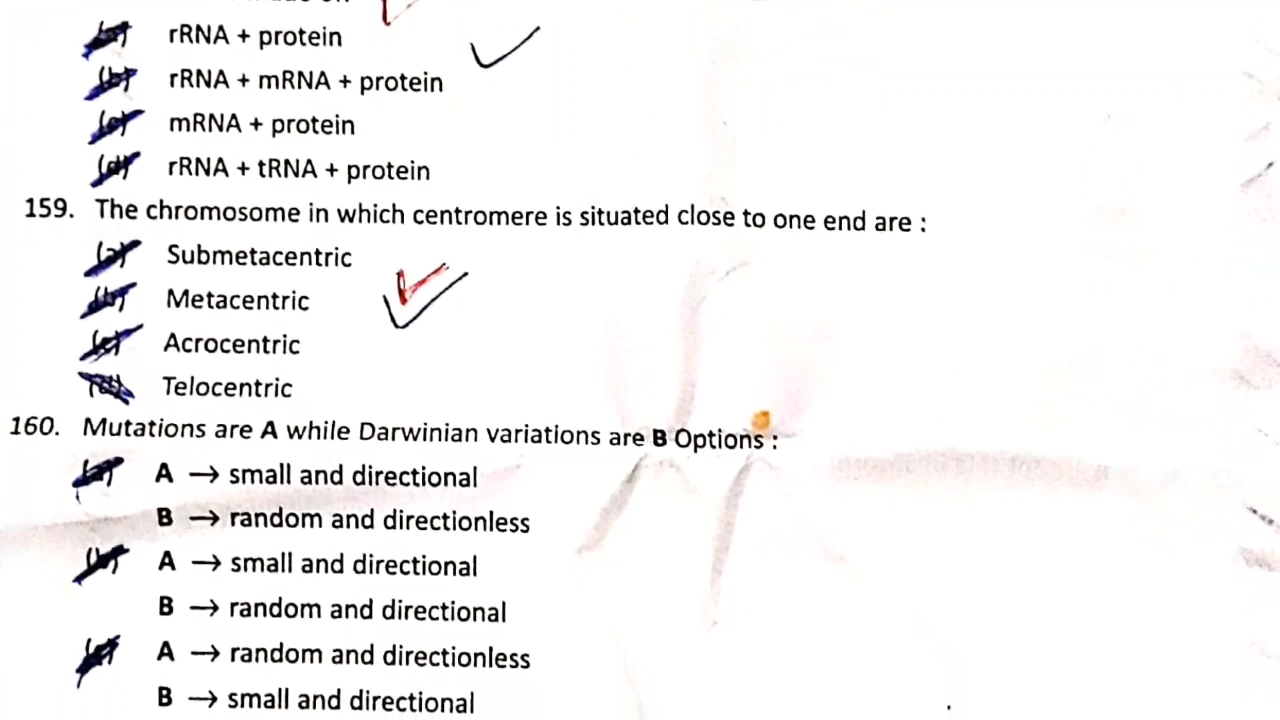 rRNA + protein
(b) rRNA + mRNA + protein
(c) mRNA + protein
(d) rRNA + tRNA + protein
159. The chromosome in which centromere is situated close to one end are :
(a) Submetacentric
(b) Metacentric
(c) Acrocentric
(d) Telocentric
160. Mutations are A while Darwinian variations are B Options :
(a) A → small and directional
B → random and directionless
(b) A → small and directional
B → random and directional
(c) A → random and directionless
B → small and directional